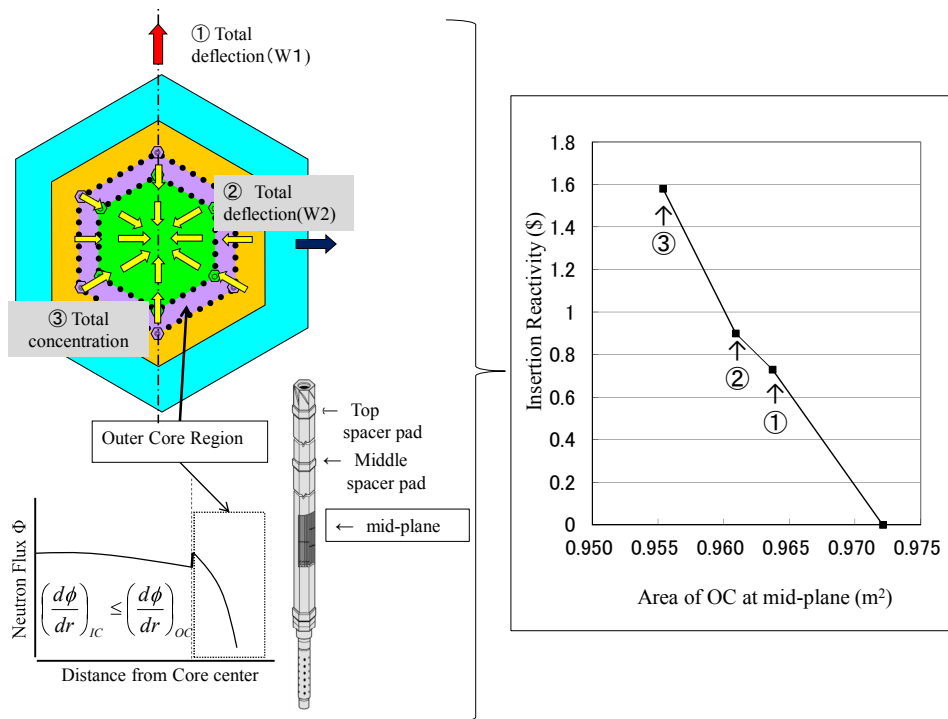 ① Total
deflection(W1)
② Total
deflection(W2)
③ Total
concentration
Outer Core Region
Top
spacer pad
Middle
spacer pad
mid-plane
Neutron Flux Φ
(dϕ/dr)IC ≤ (dϕ/dr)OC
Distance from Core center
Insertion Reactivity ($)
1.8
1.6
1.4
1.2
1
0.8
0.6
0.4
0.2
0
③
②
①
0.950 0.955 0.960 0.965 0.970 0.975
Area of OC at mid-plane (m²)